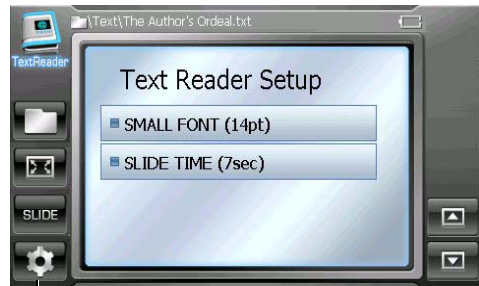 \Text\The Author's Ordeal.txt
TextReader
Text Reader Setup
SMALL FONT (14pt)
SLIDE TIME (7sec)
SLIDE